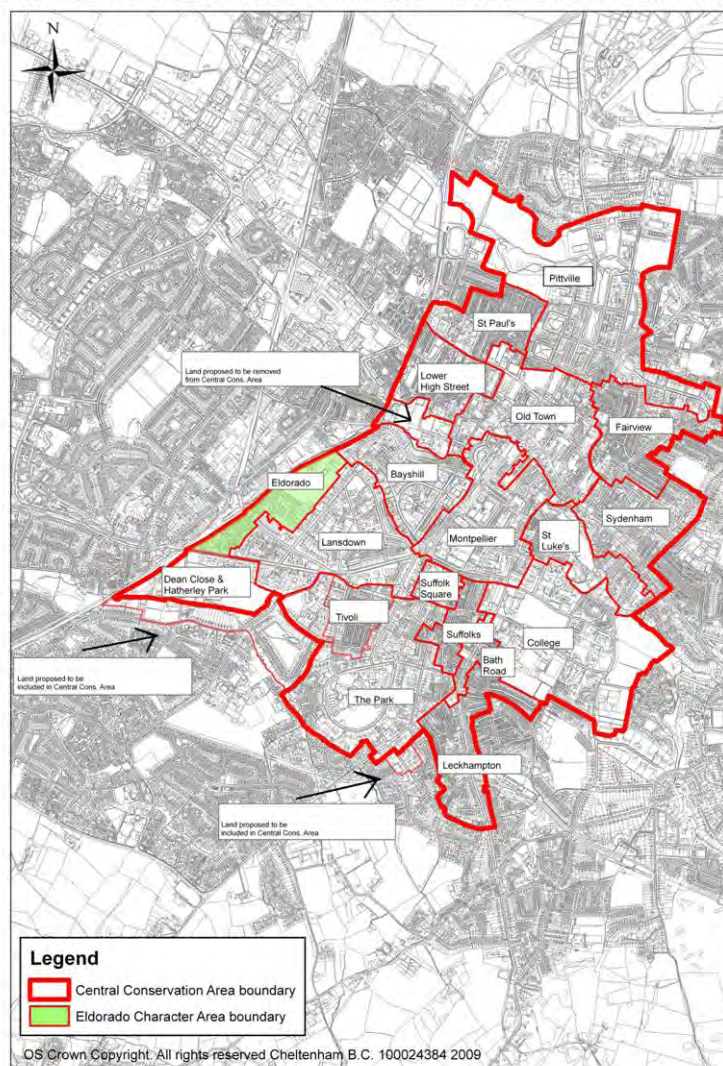 N
Pittville
St Paul's
Land proposed to be removed
from Central Cons. Area
Lower
High Street
Old Town
Fairview
Eldorado
Bayshill
Sydenham
Lansdown
Montpellier
St
Luke's
Dean Close &
Hatherley Park
Suffolk
Square
Tivoli
Suffolks
College
Land proposed to be
included in Central Cons. Area
Bath
Road
The Park
Leckhampton
Land proposed to be
included in Central Cons. Area
Legend
Central Conservation Area boundary
Eldorado Character Area boundary
OS Crown Copyright. All rights reserved Cheltenham B.C. 100024384 2009